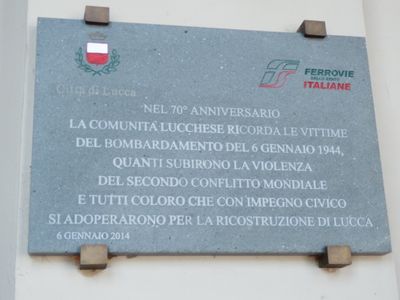 Città di Lucca
FERROVIE
DELLO STATO
ITALIANE
NEL 70° ANNIVERSARIO
LA COMUNITÀ LUCCHESE RICORDA LE VITTIME
DEL BOMBARDAMENTO DEL 6 GENNAIO 1944,
QUANTI SUBIRONO LA VIOLENZA
DEL SECONDO CONFLITTO MONDIALE
E TUTTI COLORO CHE CON IMPEGNO CIVICO
SI ADOPERARONO PER LA RICOSTRUZIONE DI LUCCA
6 GENNAIO 2014